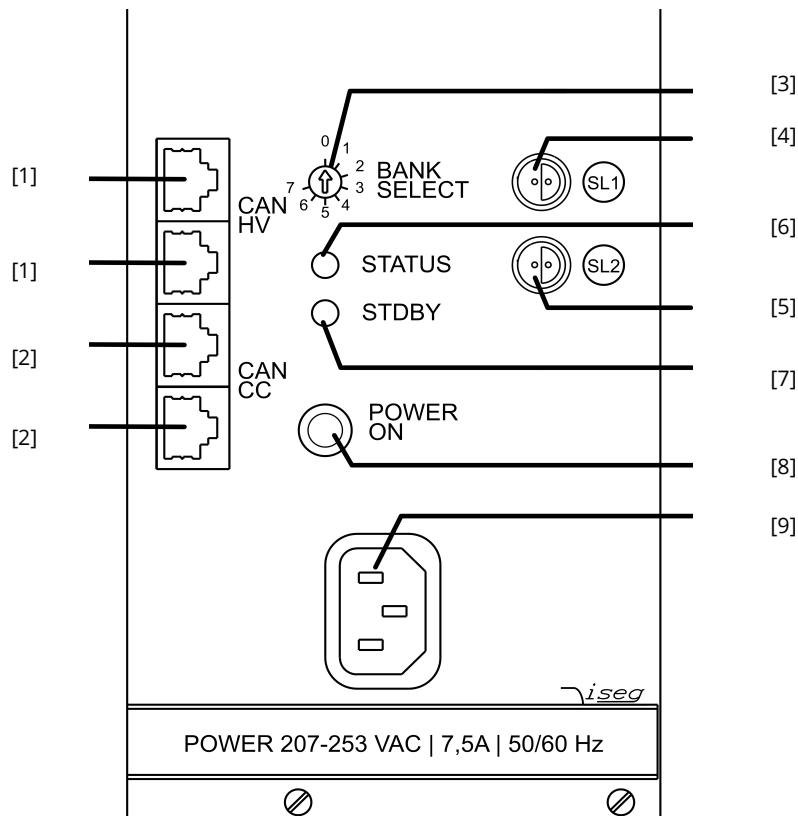 [1]
[1]
[2]
[2]
CAN
HV
CAN
CC
0
1
2
3
4
5
6
7
BANK
SELECT
STATUS
STDBY
POWER
ON
SL1
SL2
[3]
[4]
[6]
[5]
[7]
[8]
[9]
iseg
POWER 207-253 VAC | 7,5A | 50/60 Hz